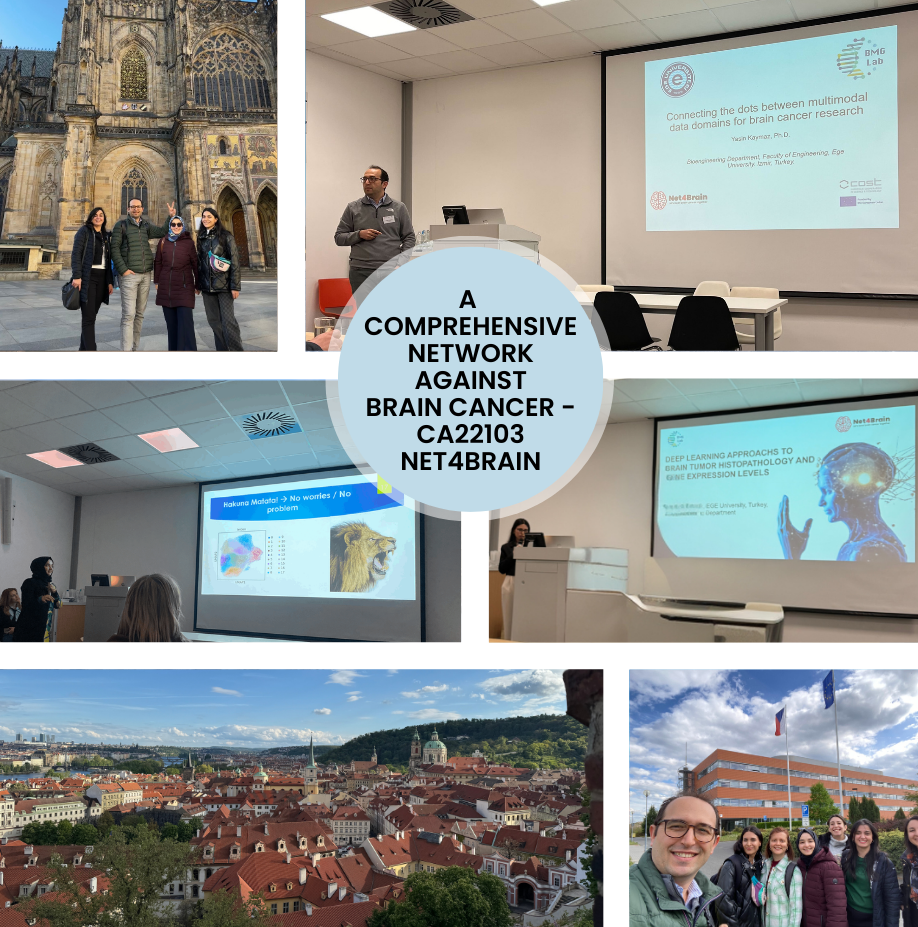 BMG
Lab
Connecting the dots between multimodal
data domains for brain cancer research
Yasin Kaymaz, Ph.D.
Bioengineering Department, Faculty of Engineering, Ege
University, Izmir, Turkey.
Net4Brain
cost
A
COMPREHENSIVE
NETWORK
AGAINST
BRAIN CANCER -
CA22103
NET4BRAIN
Hakuna Matata! → No worries / No
problem
Net4Brain
DEEP LEARNING APPROACHS TO
BRAIN TUMOR HISTOPATHOLOGY AND
GENE EXPRESSION LEVELS
EGE University, Turkey,
Department